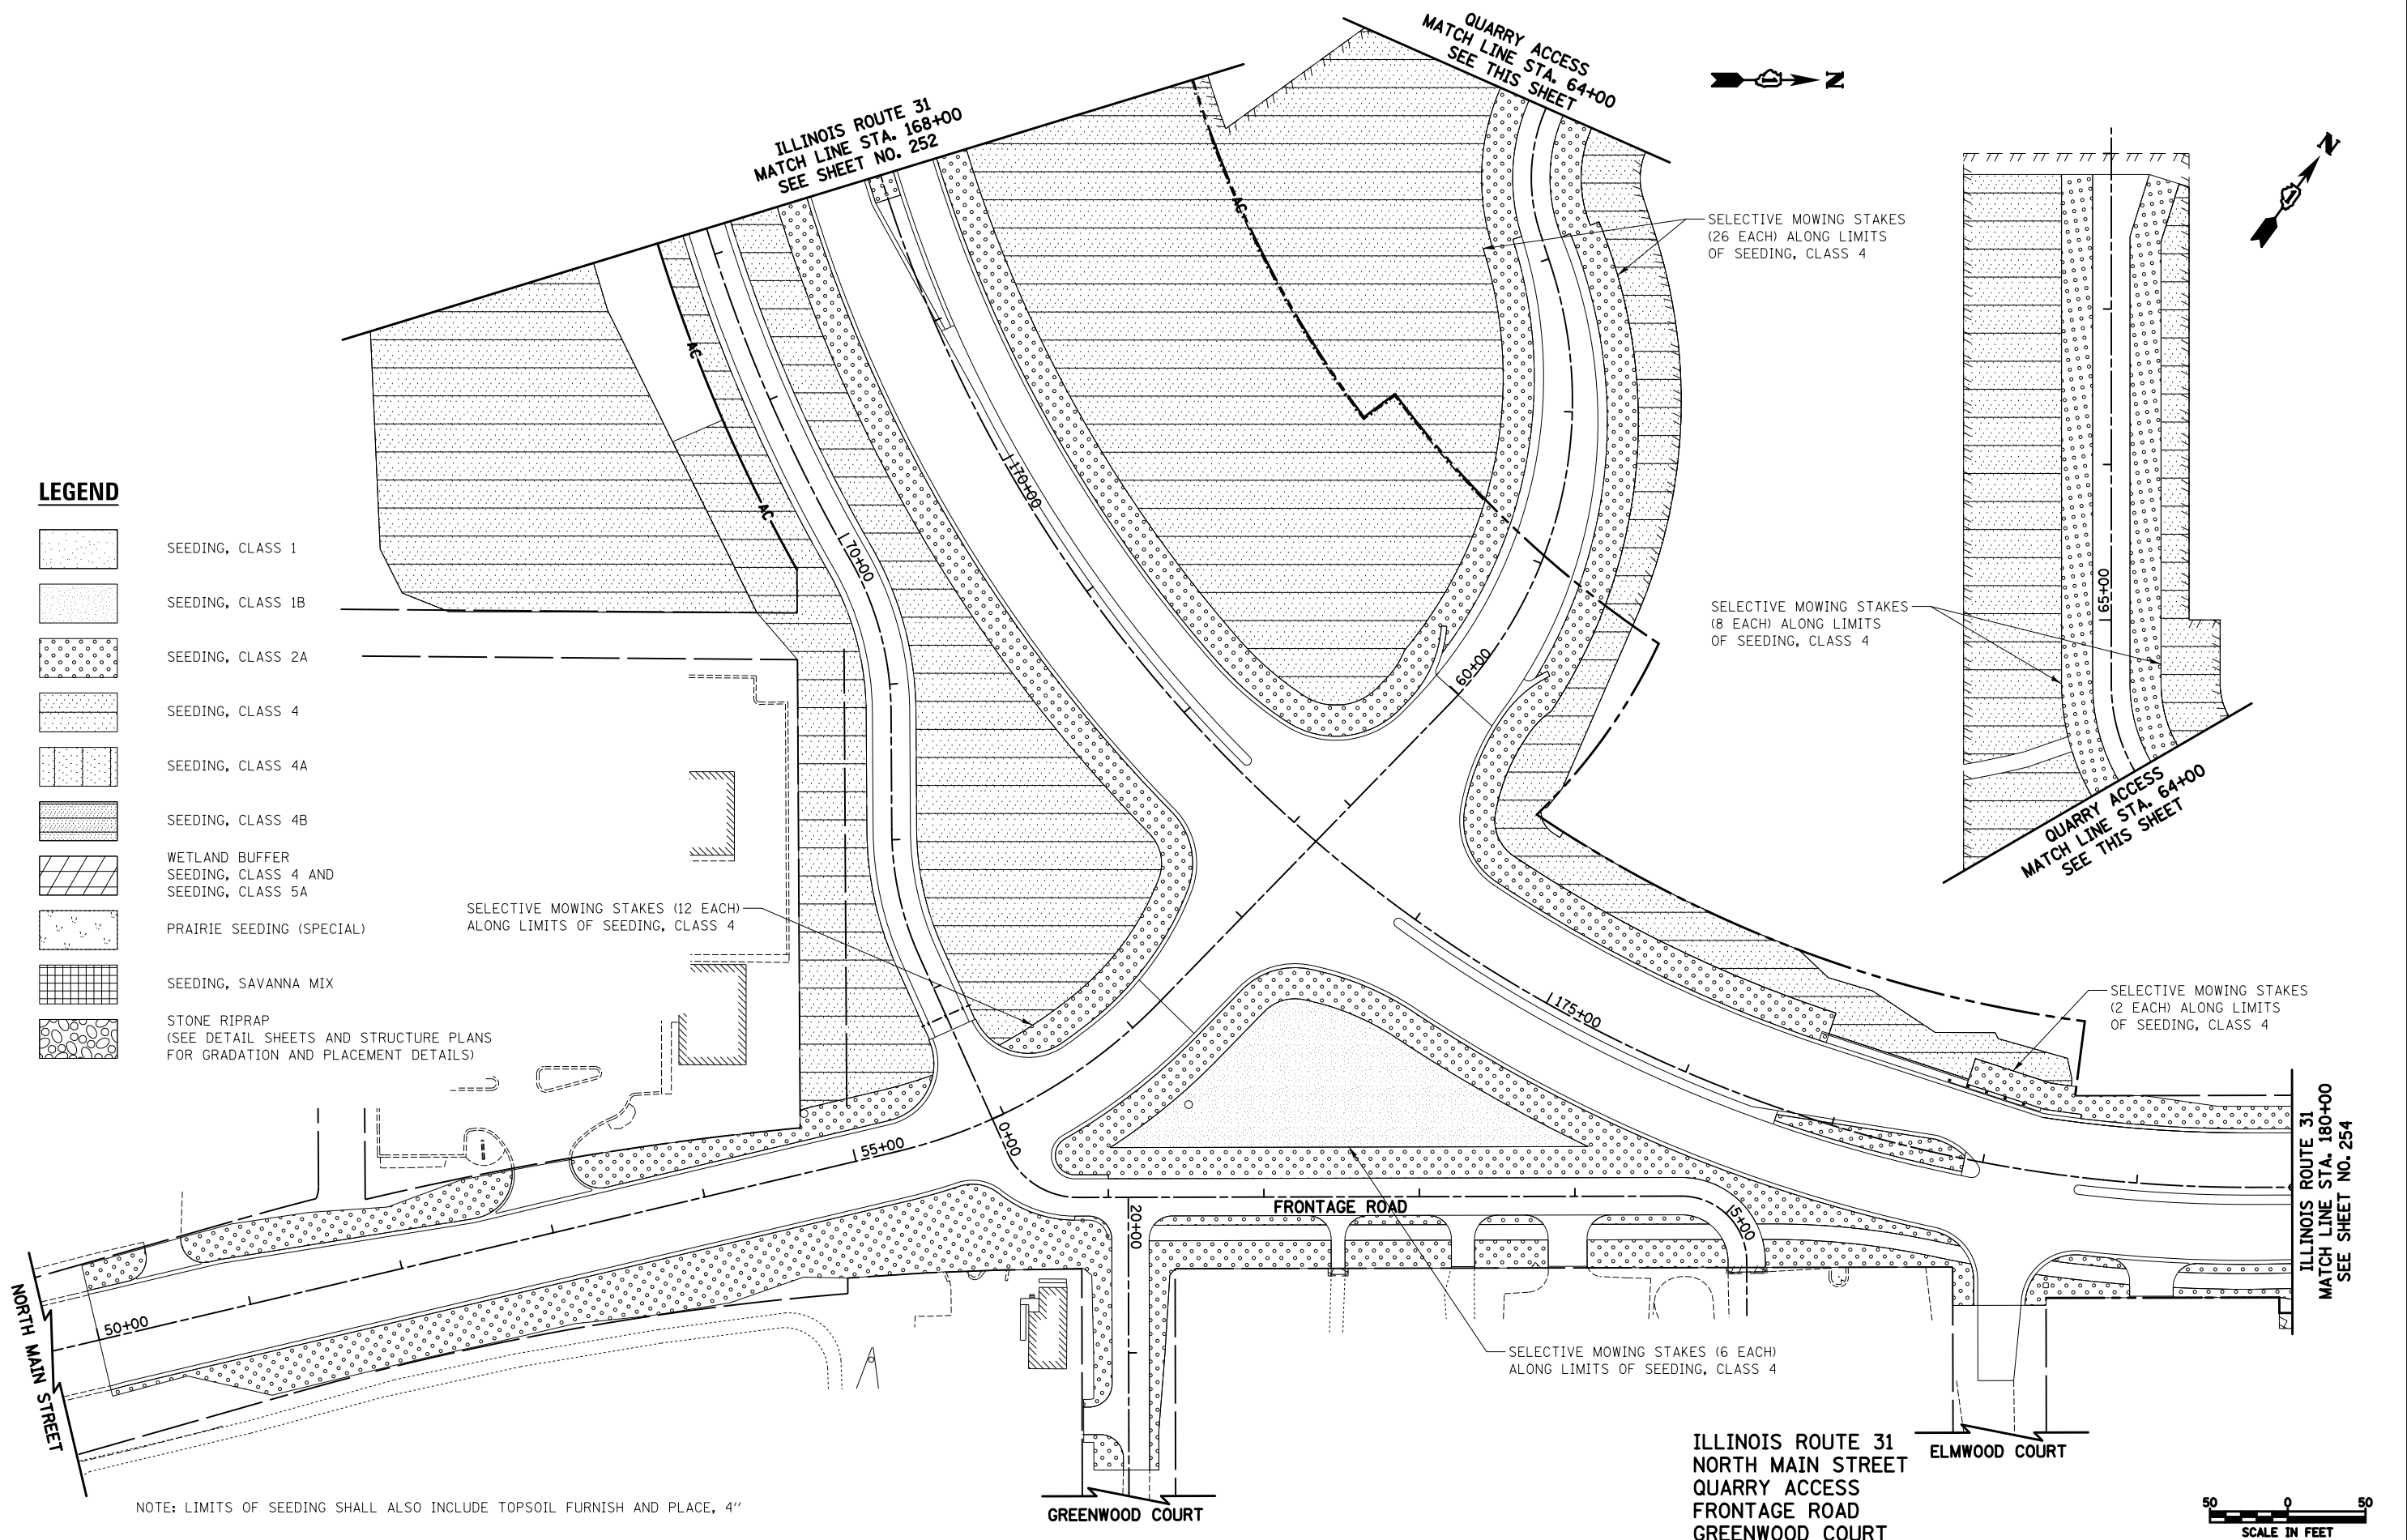 QUARRY ACCESS
MATCH LINE STA. 64+00
SEE THIS SHEET
N
N
ILLINOIS ROUTE 31
MATCH LINE STA. 168+00
SEE SHEET NO. 252
AC
SELECTIVE MOWING STAKES
(26 EACH) ALONG LIMITS
OF SEEDING, CLASS 4
AC
170+00
AC
70+00
LEGEND
SEEDING, CLASS 1
SEEDING, CLASS 1B
SEEDING, CLASS 2A
SEEDING, CLASS 4
SEEDING, CLASS 4A
SEEDING, CLASS 4B
WETLAND BUFFER
SEEDING, CLASS 4 AND
SEEDING, CLASS 5A
PRAIRIE SEEDING (SPECIAL)
SEEDING, SAVANNA MIX
STONE RIPRAP
(SEE DETAIL SHEETS AND STRUCTURE PLANS
FOR GRADATION AND PLACEMENT DETAILS)
65+00
SELECTIVE MOWING STAKES
(8 EACH) ALONG LIMITS
OF SEEDING, CLASS 4
60+00
QUARRY ACCESS
MATCH LINE STA. 64+00
SEE THIS SHEET
SELECTIVE MOWING STAKES (12 EACH)
ALONG LIMITS OF SEEDING, CLASS 4
175+00
SELECTIVE MOWING STAKES
(2 EACH) ALONG LIMITS
OF SEEDING, CLASS 4
55+00
0+00
20+00
FRONTAGE ROAD
5+00
ILLINOIS ROUTE 31
MATCH LINE STA. 180+00
SEE SHEET NO. 254
50+00
NORTH MAIN STREET
SELECTIVE MOWING STAKES (6 EACH)
ALONG LIMITS OF SEEDING, CLASS 4
ELMWOOD COURT
GREENWOOD COURT
NOTE: LIMITS OF SEEDING SHALL ALSO INCLUDE TOPSOIL FURNISH AND PLACE, 4"
ILLINOIS ROUTE 31
NORTH MAIN STREET
QUARRY ACCESS
FRONTAGE ROAD
GREENWOOD COURT
50 0 50
SCALE IN FEET